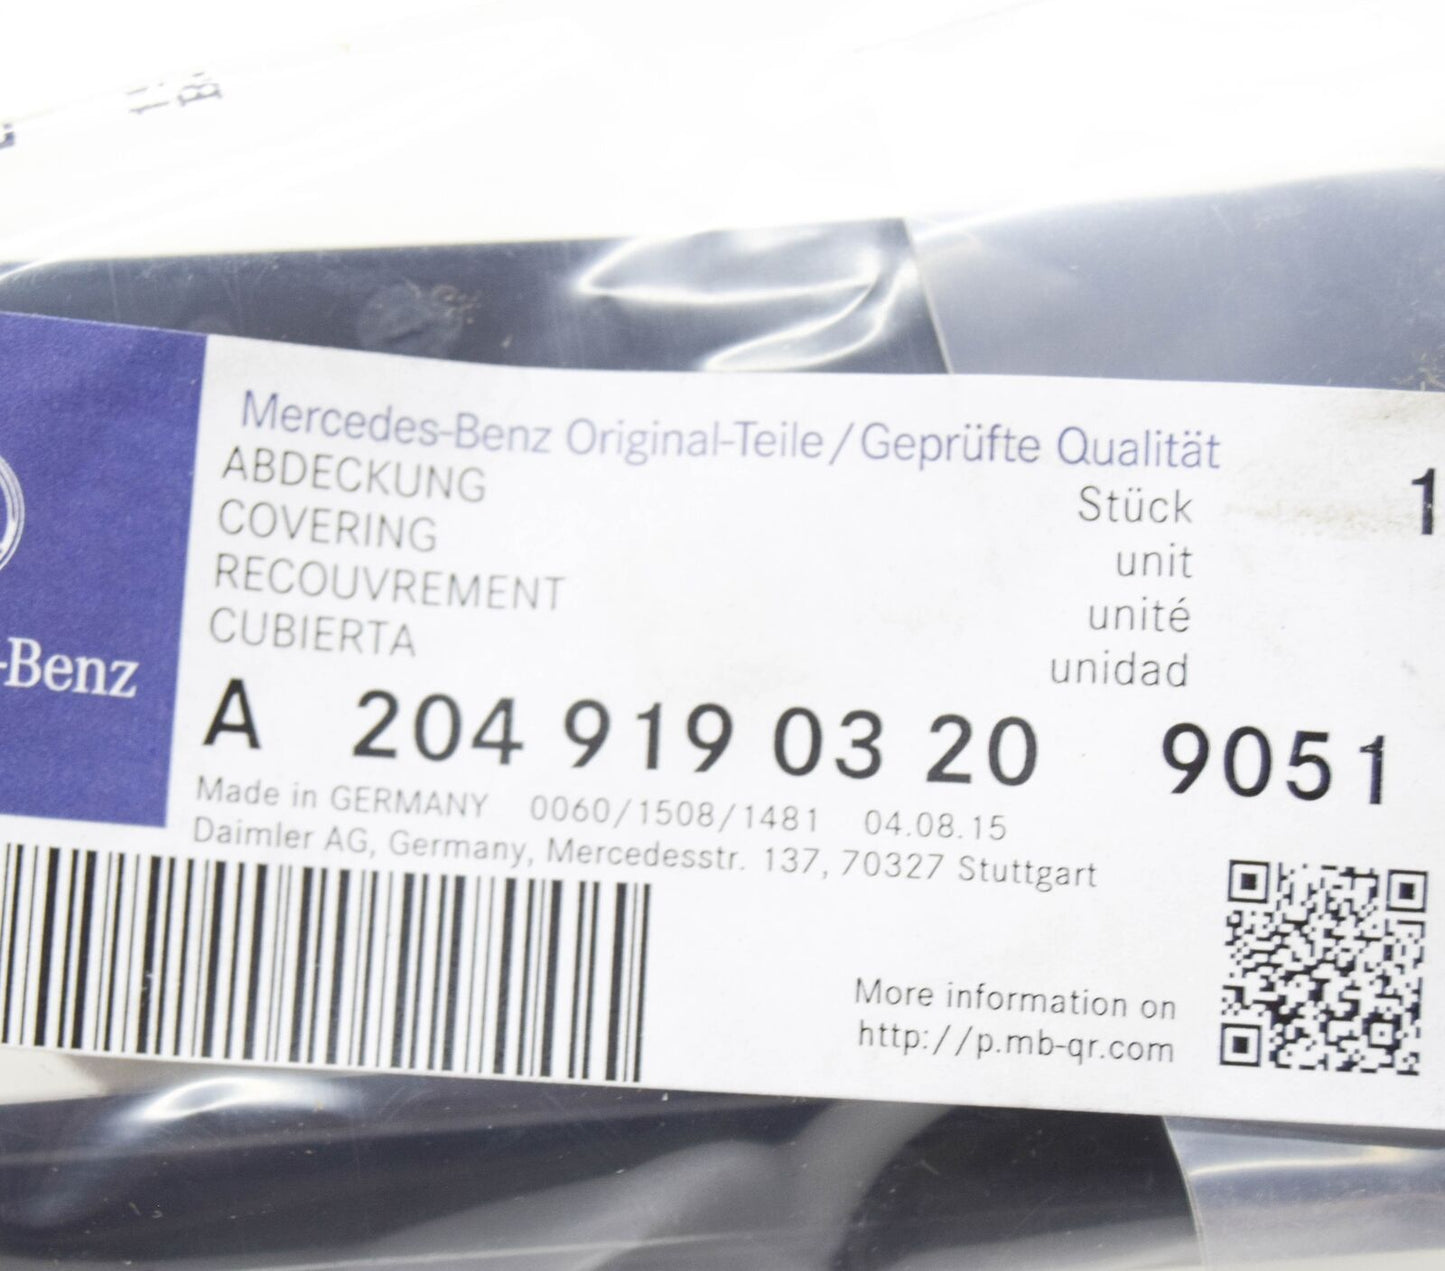 Mercedes-Benz Original-Teile/Geprüfte Qualität
ABDECKUNG
COVERING
RECOUVREMENT
CUBIERTA
Stück 1
unit
unité
unidad
-Benz
A 204 919 03 20 9051
Made in GERMANY 0060/1508/1481 04.08.15
Daimler AG, Germany, Mercedesstr. 137, 70327 Stuttgart
More information on
http://p.mb-qr.com